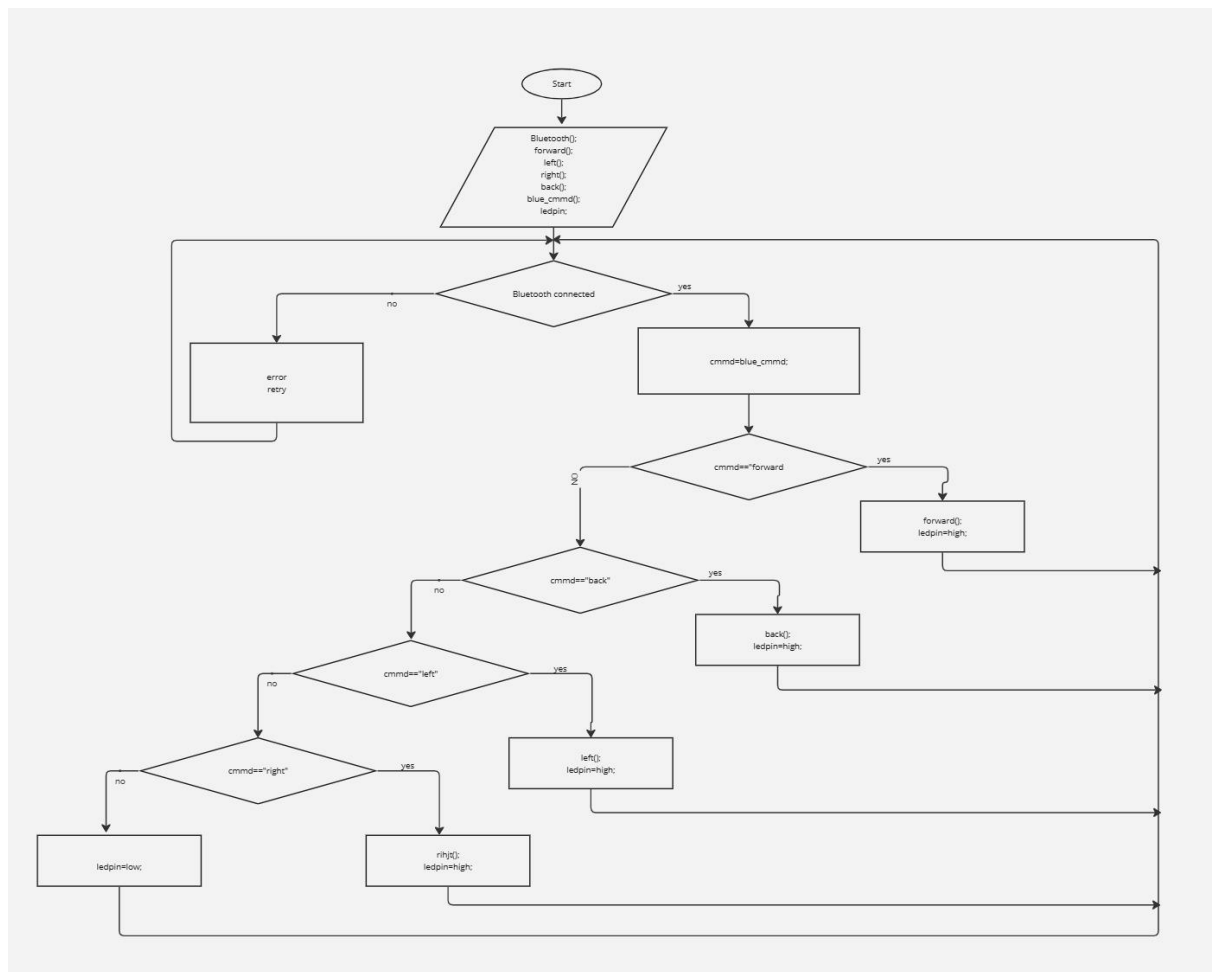 Start
Bluetooth();
forward();
left();
right();
back();
blue_cmmd();
ledpin;
Bluetooth connected
no
yes
error
retry
cmmd=blue_cmmd;
cmmd=="forward
NO
yes
forward();
ledpin=high;
cmmd=="back"
no
yes
back();
ledpin=high;
cmmd=="left"
no
yes
left();
ledpin=high;
cmmd=="right"
no
yes
ledpin=low;
rihjt();
ledpin=high;